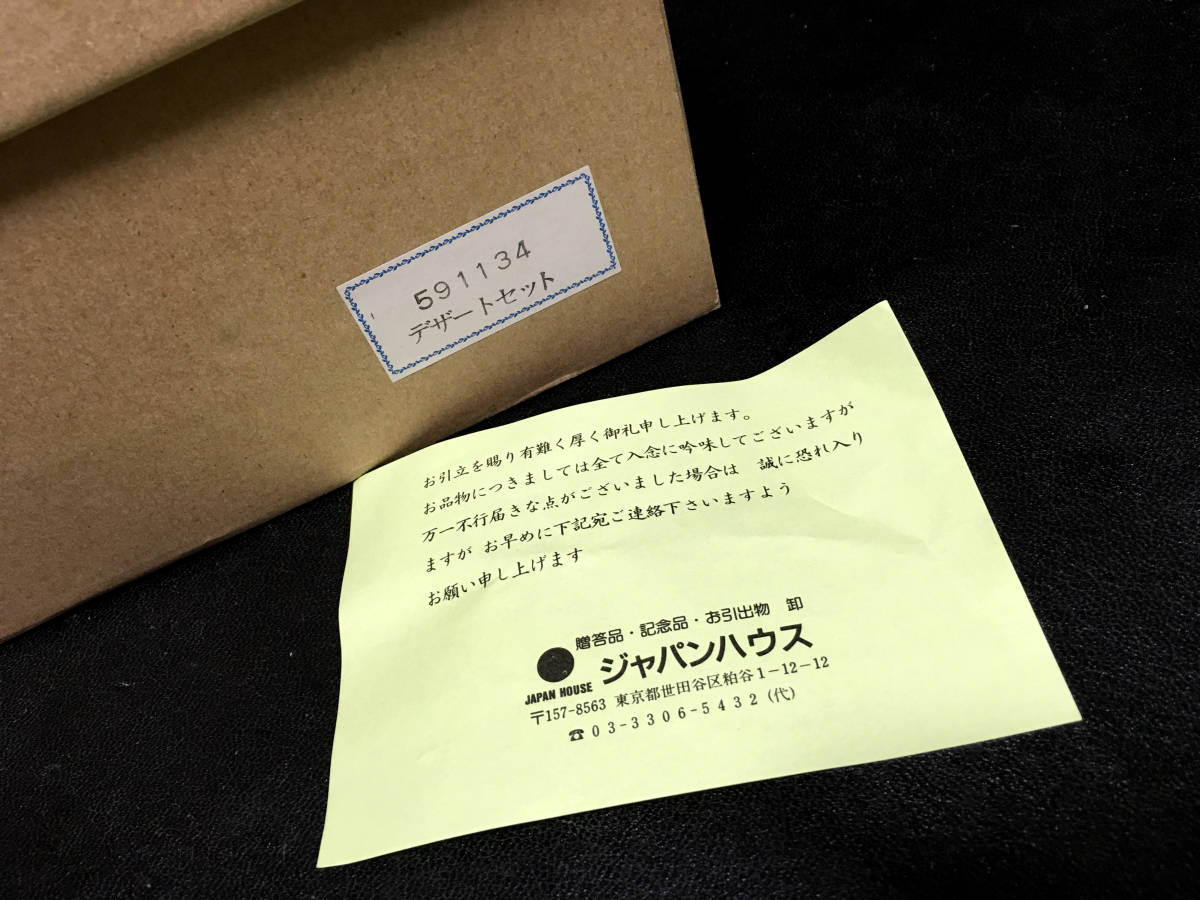 591134
デザートセット
お引立を賜り有難く厚く御礼申し上げます。
お品物につきましては全て入念に吟味してございますが
万一不行届きな点がございました場合は 誠に恐れ入り
ますが お早めに下記宛ご連絡下さいますよう
お願い申し上げます
贈答品・記念品・お引出物 卸
ジャパンハウス
JAPAN HOUSE
〒157-8563 東京都世田谷区粕谷1-12-12
☎03-3306-5432(代)